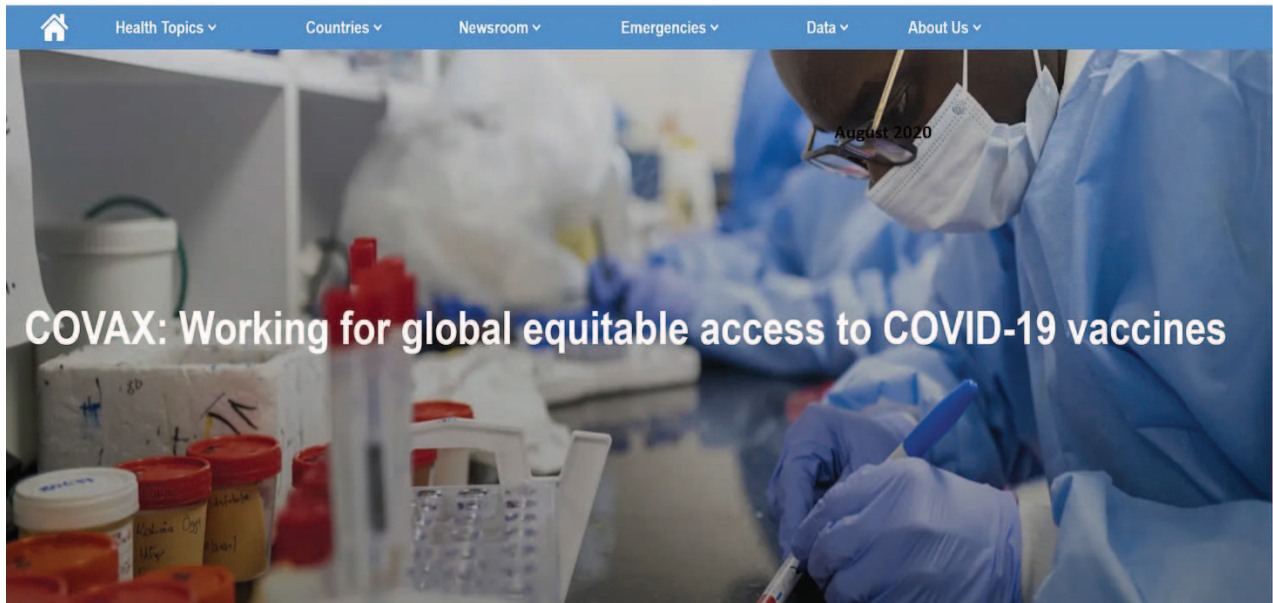 Health Topics Countries Newsroom Emergencies Data About Us
August 2020
COVAX: Working for global equitable access to COVID-19 vaccines